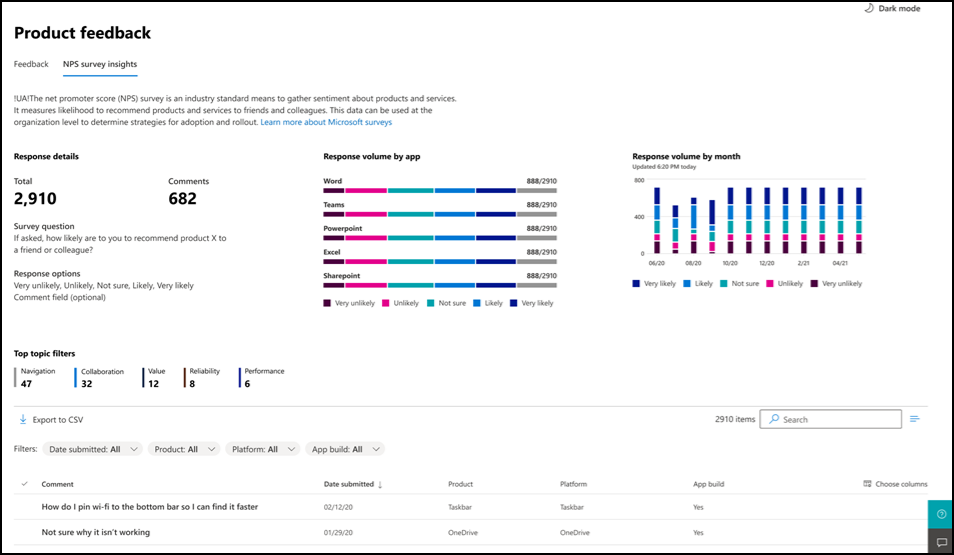 Dark mode
Product feedback
Feedback NPS survey insights
!UA!The net promoter score (NPS) survey is an industry standard means to gather sentiment about products and services.
It measures likelihood to recommend products and services to friends and colleagues. This data can be used at the
organization level to determine strategies for adoption and rollout. Learn more about Microsoft surveys
Response details
Total Comments
2,910 682
Survey question
If asked, how likely are to you to recommend product X to
a friend or colleague?
Response options
Very unlikely, Unlikely, Not sure, Likely, Very likely
Comment field (optional)
Response volume by app
Word 888/2910
Teams 888/2910
Powerpoint 888/2910
Excel 888/2910
Sharepoint 888/2910
Very unlikely Unlikely Not sure Likely Very likely
Response volume by month
Updated 6:20 PM today
800
400
0
06/20 08/20 10/20 12/20 2/21 04/21
Very likely Likely Not sure Unlikely Very unlikely
Top topic filters
Navigation Collaboration Value Reliability Performance
47 32 12 8 6
Export to CSV 2910 items Search
Filters: Date submitted: All Product: All Platform: All App build: All
Comment Date submitted ↓ Product Platform App build Choose columns
How do I pin wi-fi to the bottom bar so I can find it faster 02/12/20 Taskbar Taskbar Yes
Not sure why it isn't working 01/29/20 OneDrive OneDrive Yes